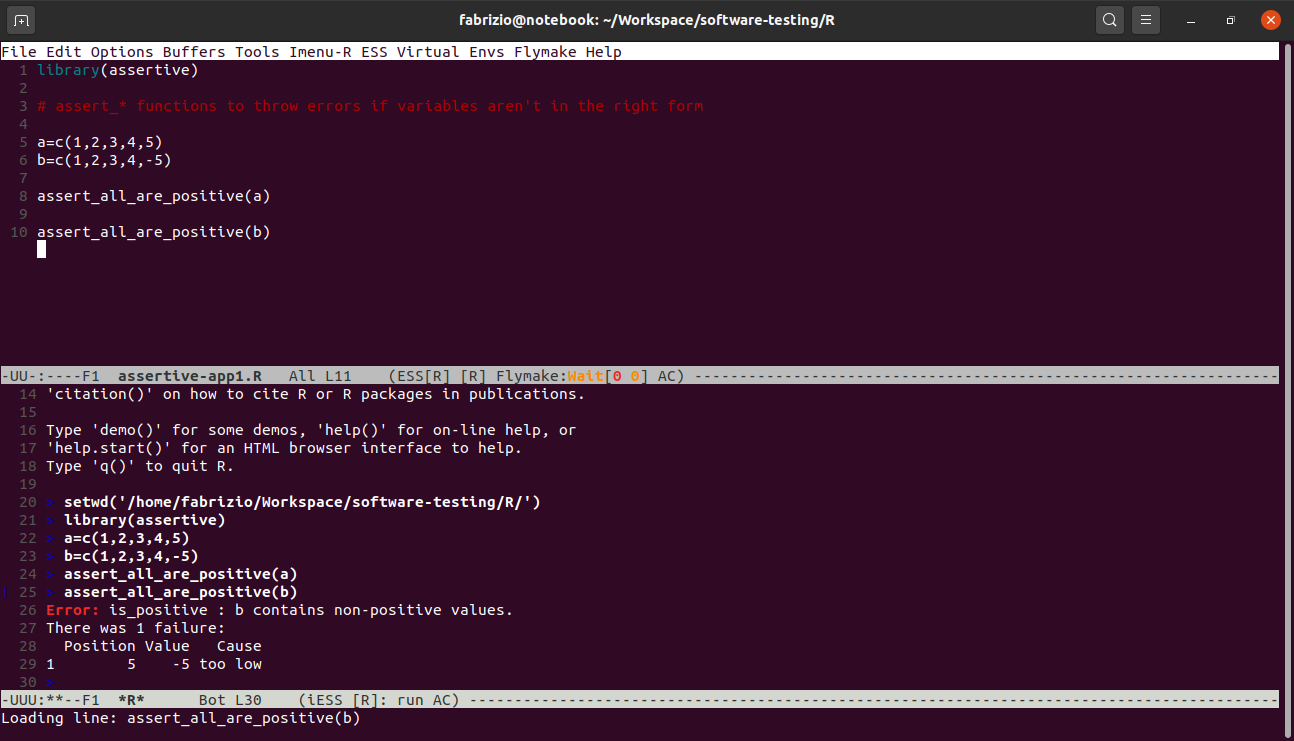 fabrizio@notebook: ~/Workspace/software-testing/R
File Edit Options Buffers Tools Imenu-R ESS Virtual Envs Flymake Help
1 library(assertive)
2
3 # assert_* functions to throw errors if variables aren't in the right form
4
5 a=c(1,2,3,4,5)
6 b=c(1,2,3,4,-5)
7
8 assert_all_are_positive(a)
9
10 assert_all_are_positive(b)
-UU-:----F1  assertive-app1.R   All L11    (ESS[R] [R] Flymake:Wait[0 0] AC) -----------------------------------------------------------------
14 'citation()' on how to cite R or R packages in publications.
15
16 Type 'demo()' for some demos, 'help()' for on-line help, or
17 'help.start()' for an HTML browser interface to help.
18 Type 'q()' to quit R.
19
20 > setwd('/home/fabrizio/Workspace/software-testing/R/')
21 > library(assertive)
22 > a=c(1,2,3,4,5)
23 > b=c(1,2,3,4,-5)
24 > assert_all_are_positive(a)
! 25 > assert_all_are_positive(b)
26 Error: is_positive : b contains non-positive values.
27 There was 1 failure:
28   Position Value   Cause
29 1        5    -5 too low
30 >
-UUU:**--F1  *R*      Bot L30    (iESS [R]: run AC) ------------------------------------------------------------------------------------------
Loading line: assert_all_are_positive(b)